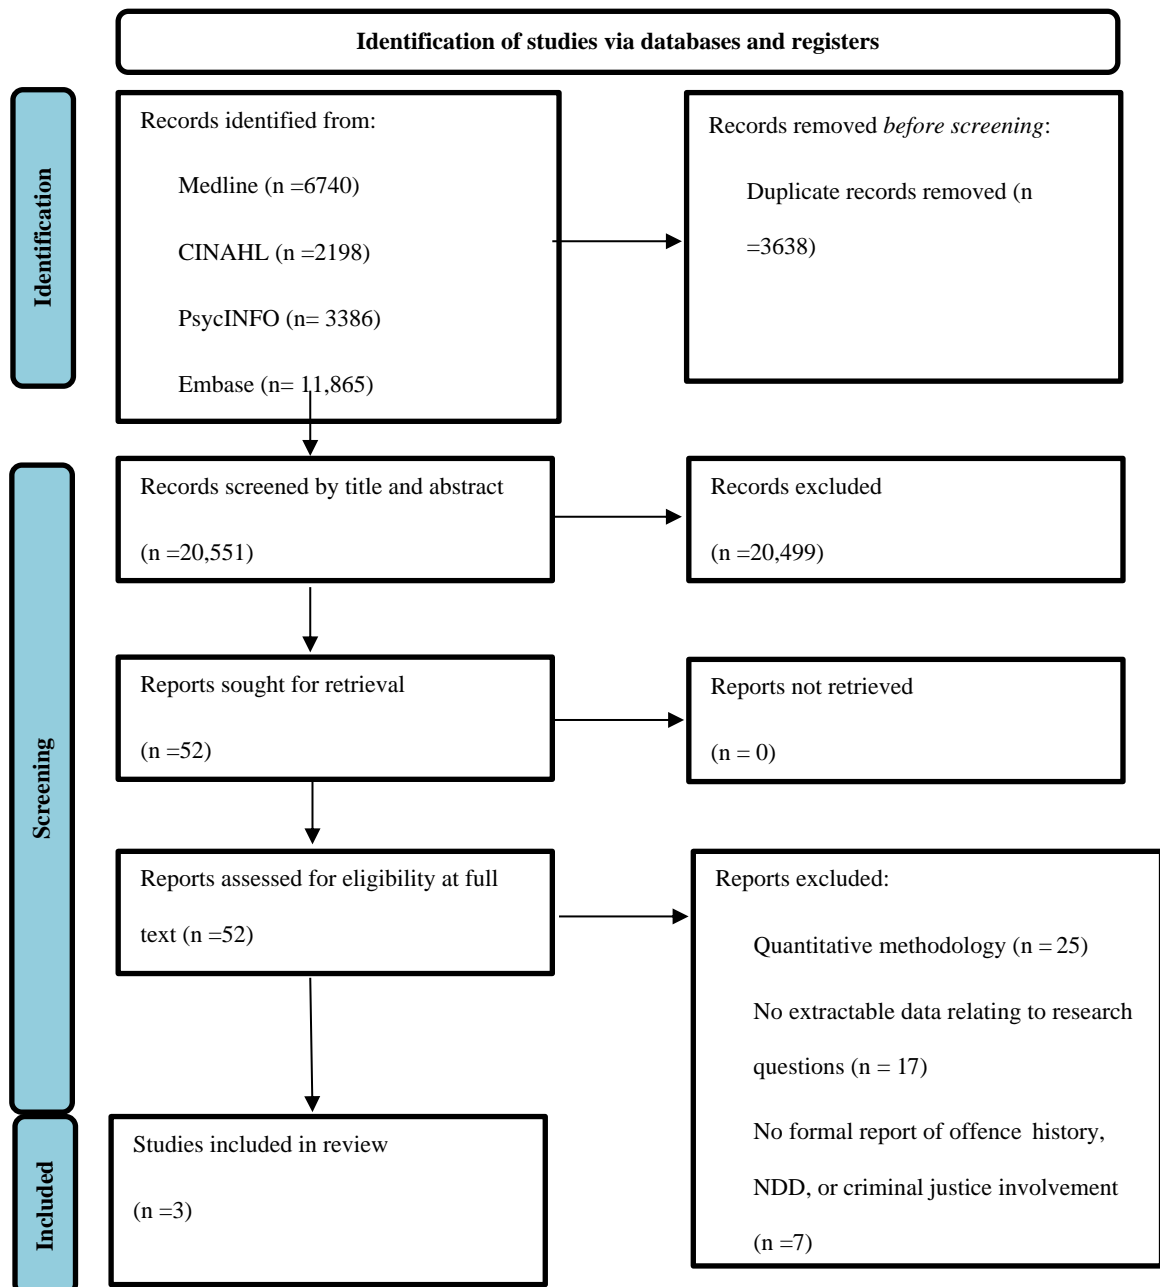 Identification of studies via databases and registers
Identification
Records identified from:
Medline (n =6740)
CINAHL (n =2198)
PsycINFO (n= 3386)
Embase (n= 11,865)
Records removed before screening:
Duplicate records removed (n
=3638)
Screening
Records screened by title and abstract
(n =20,551)
Records excluded
(n =20,499)
Reports sought for retrieval
(n =52)
Reports not retrieved
(n = 0)
Reports assessed for eligibility at full
text (n =52)
Reports excluded:
Quantitative methodology (n = 25)
No extractable data relating to research
questions (n = 17)
No formal report of offence history,
NDD, or criminal justice involvement
(n =7)
Included
Studies included in review
(n =3)